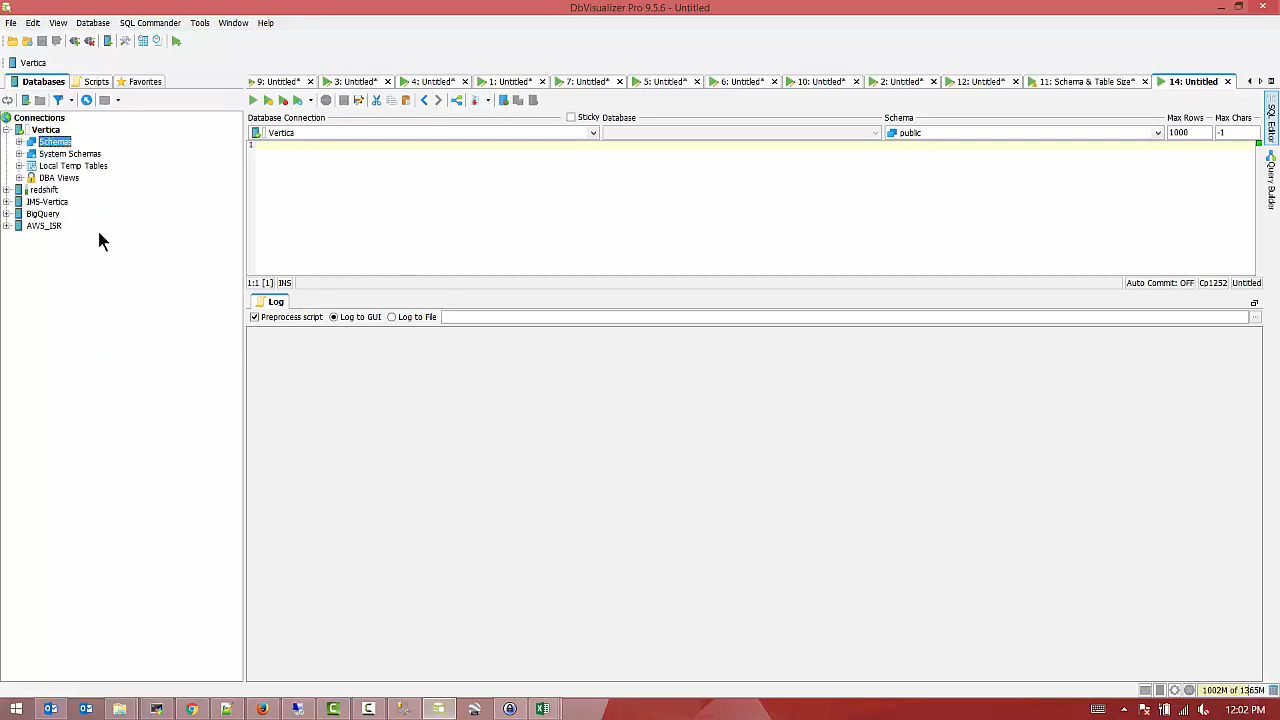 DbVisualizer Pro 9.5.6 - Untitled
File Edit View Database SQL Commander Tools Window Help
Vertica
Databases Scripts Favorites
9: Untitled* 3: Untitled* 4: Untitled* 1: Untitled* 7: Untitled* 5: Untitled* 6: Untitled* 10: Untitled* 2: Untitled* 12: Untitled* 11: Schema & Table Size* 14: Untitled
Connections
Vertica
Schemas
System Schemas
Local Temp Tables
DBA Views
redshift
IMS-Vertica
BigQuery
AWS_ISR
Database Connection Sticky Database Schema Max Rows Max Chars
Vertica public 1000 -1
1
SQL Editor
Query Builder
1:1 [1] INS Auto Commit: OFF Cp1252 Untitled
Log
Preprocess script Log to GUI Log to File
1002M of 1365M
12:02 PM